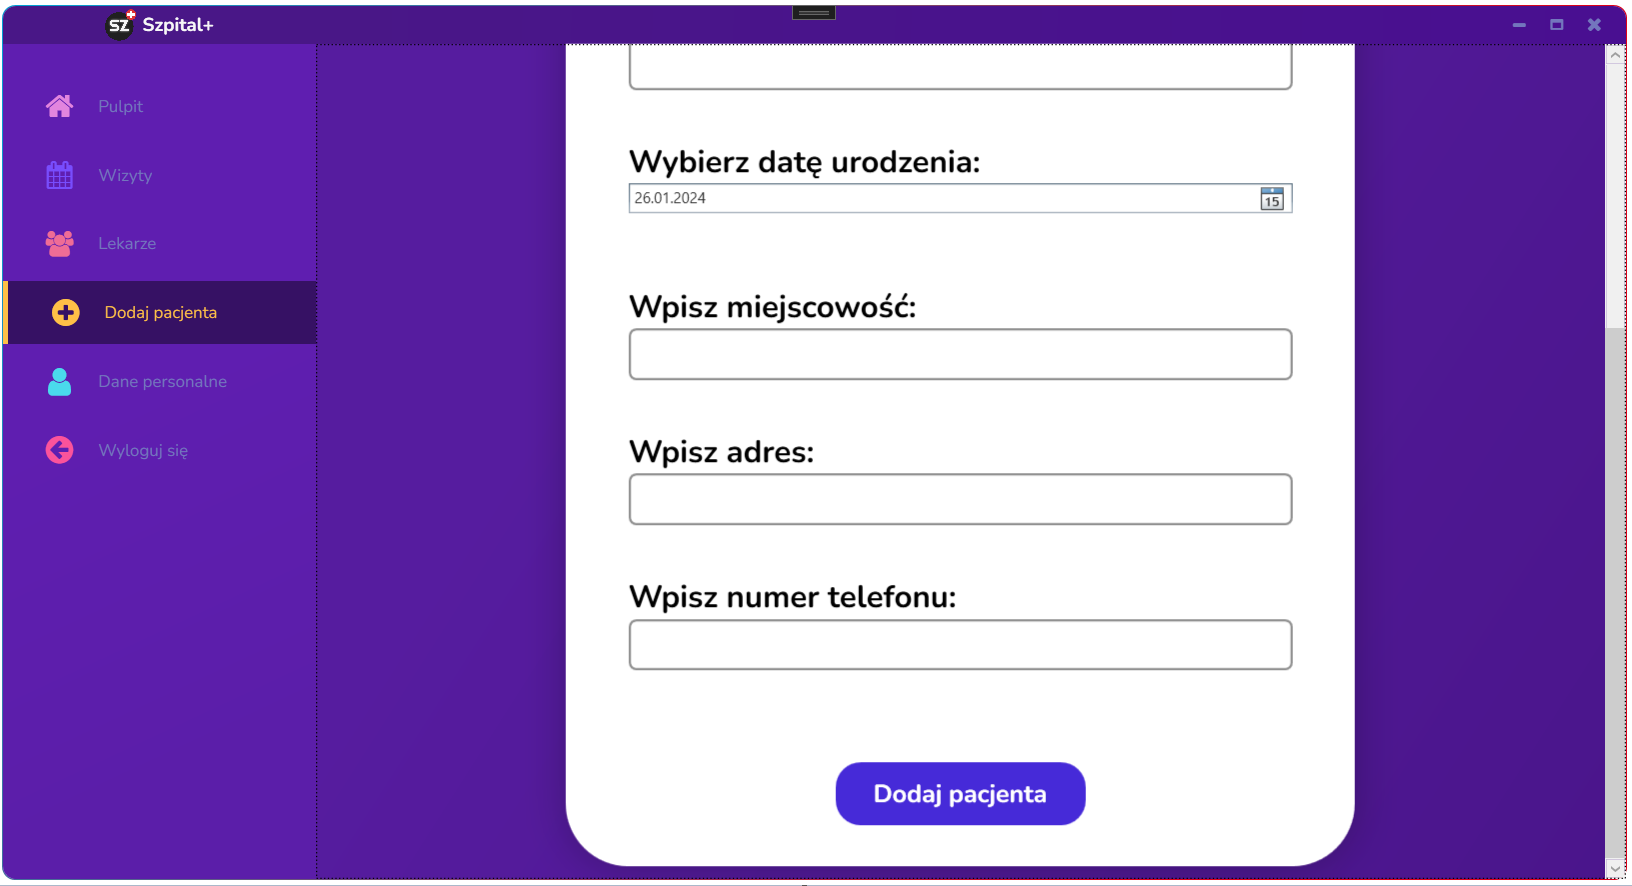 SZ Szpital+
Pulpit
Wizyty
Lekarze
Dodaj pacjenta
Dane personalne
Wyloguj się
Wybierz datę urodzenia:
26.01.2024
15
Wpisz miejscowość:
Wpisz adres:
Wpisz numer telefonu:
Dodaj pacjenta